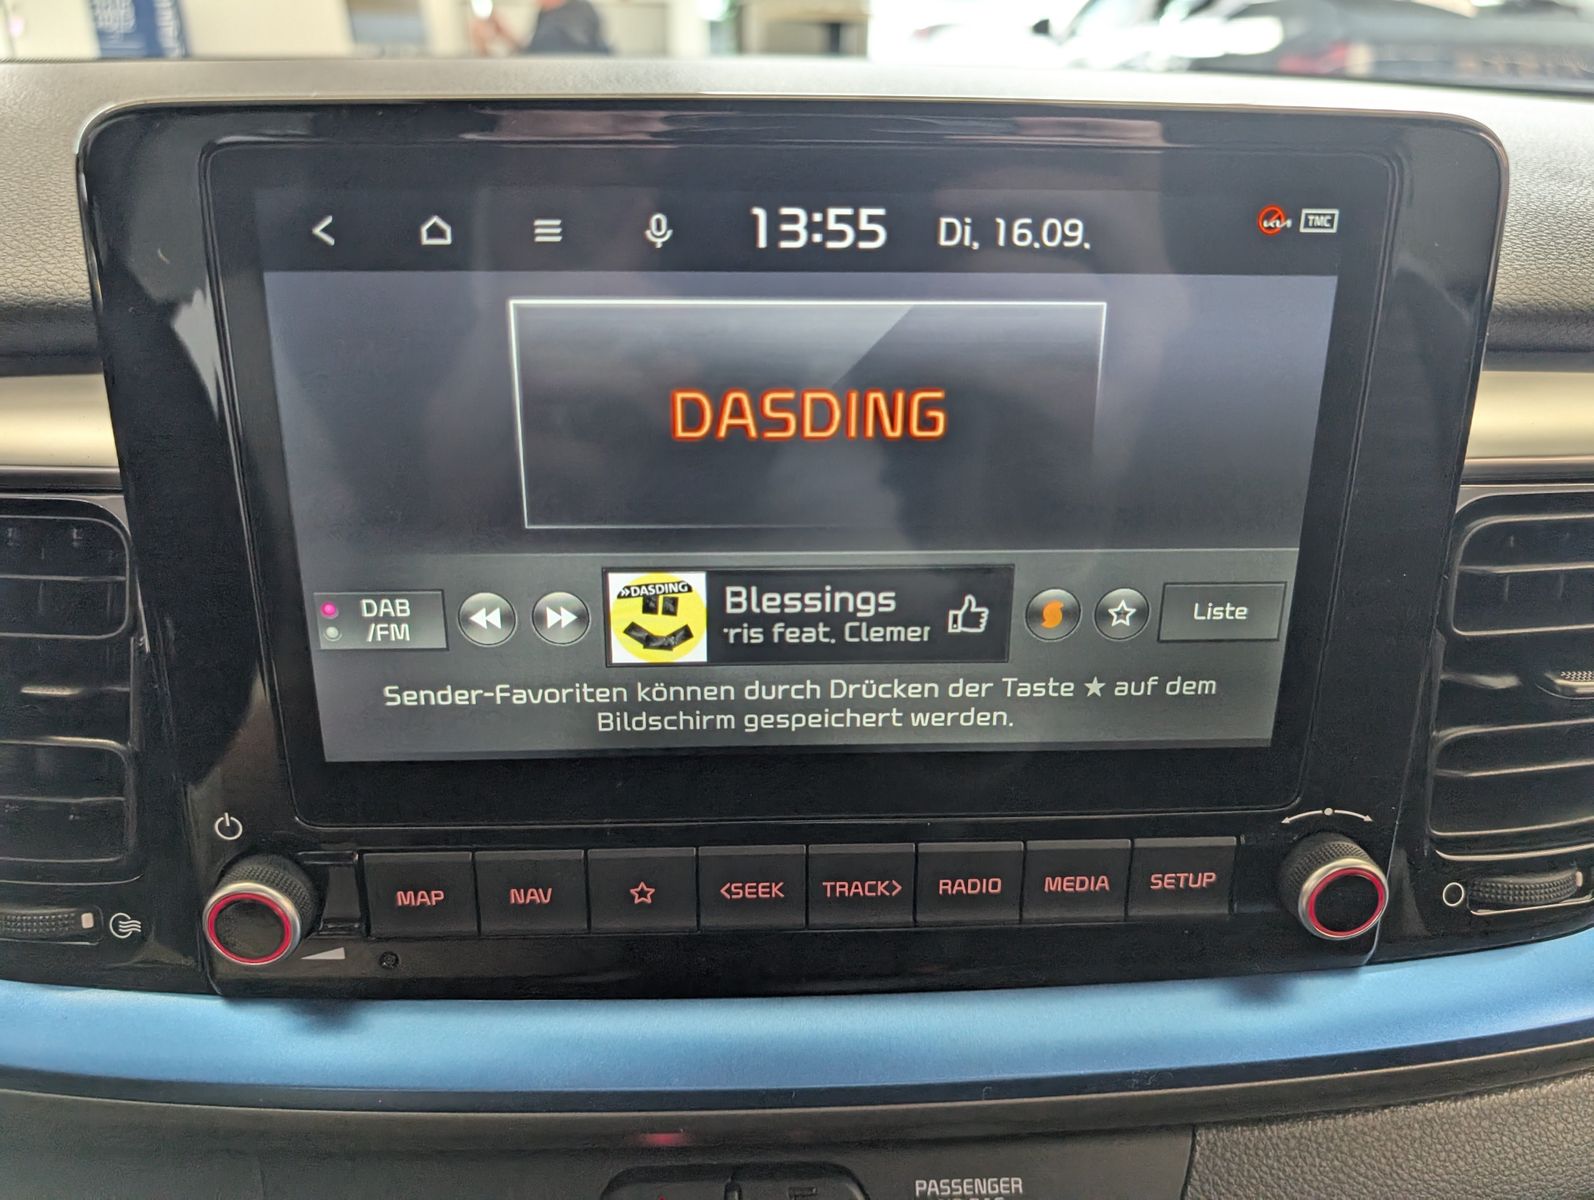 13:55 Di, 16.09. TMC
DASDING
DAB
/FM
»DASDING
Blessings
ris feat. Clemer
Liste
Sender-Favoriten können durch Drücken der Taste ★ auf dem
Bildschirm gespeichert werden.
MAP NAV <SEEK TRACK> RADIO MEDIA SETUP
PASSENGER